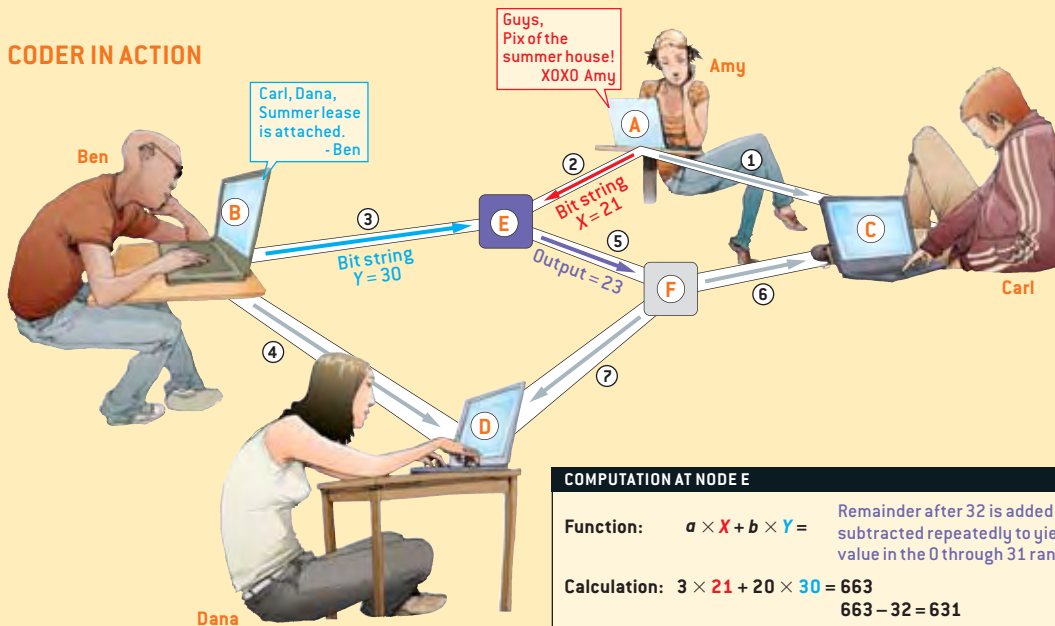 CODER IN ACTION
Guys,
Pix of the
summer house!
XOXO Amy
Amy
Carl, Dana,
Summer lease
is attached.
- Ben
Ben
A
B
C
Carl
1
2
Bit string
X = 21
3
Bit string
Y = 30
E
5
Output = 23
F
6
4
7
D
Dana
COMPUTATION AT NODE E
Function: a × X + b × Y =
Remainder after 32 is added
subtracted repeatedly to yie
value in the 0 through 31 ran
Calculation: 3 × 21 + 20 × 30 = 663
663 – 32 = 631